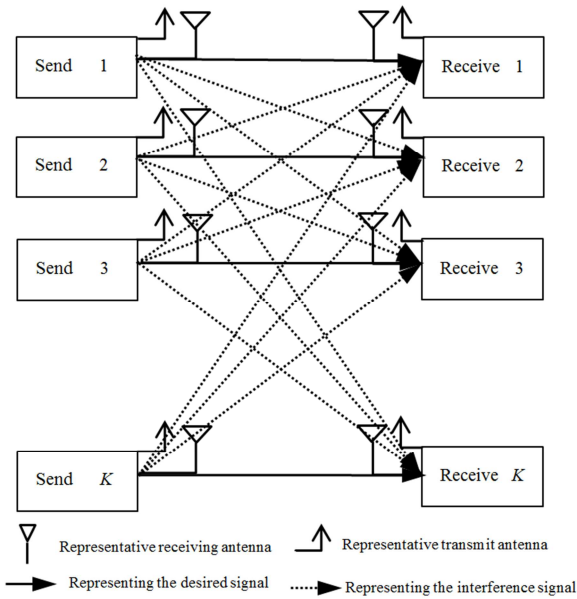 Send 1
Receive 1
Send 2
Receive 2
Send 3
Receive 3
Send K
Receive K
Representative receiving antenna
Representative transmit antenna
Representing the desired signal
Representing the interference signal